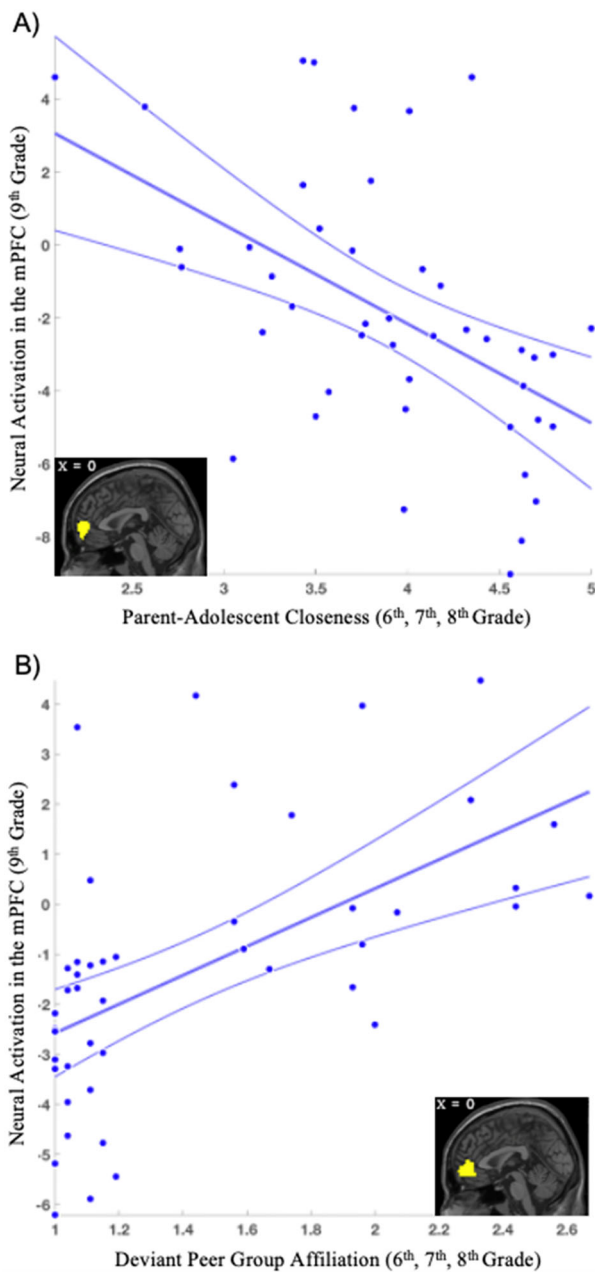 A)
Neural Activation in the mPFC (9th Grade)
4
2
0
-2
-4
-6
-8
X = 0
2.5 3 3.5 4 4.5 5
Parent-Adolescent Closeness (6th, 7th, 8th Grade)
B)
Neural Activation in the mPFC (9th Grade)
4
3
2
1
0
-1
-2
-3
-4
-5
-6
X = 0
1 1.2 1.4 1.6 1.8 2 2.2 2.4 2.6
Deviant Peer Group Affiliation (6th, 7th, 8th Grade)